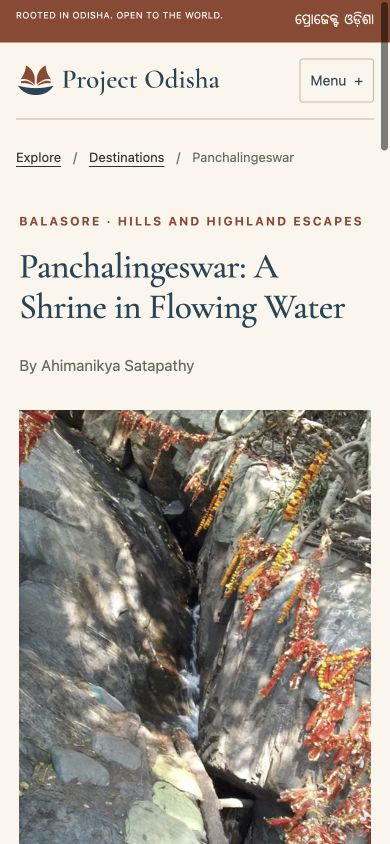 ROOTED IN ODISHA. OPEN TO THE WORLD.
ପ୍ରୋଜେକ୍ଟ ଓଡ଼ିଶା
Project Odisha
Menu +
Explore / Destinations / Panchalingeswar
BALASORE · HILLS AND HIGHLAND ESCAPES
Panchalingeswar: A
Shrine in Flowing Water
By Ahimanikya Satapathy